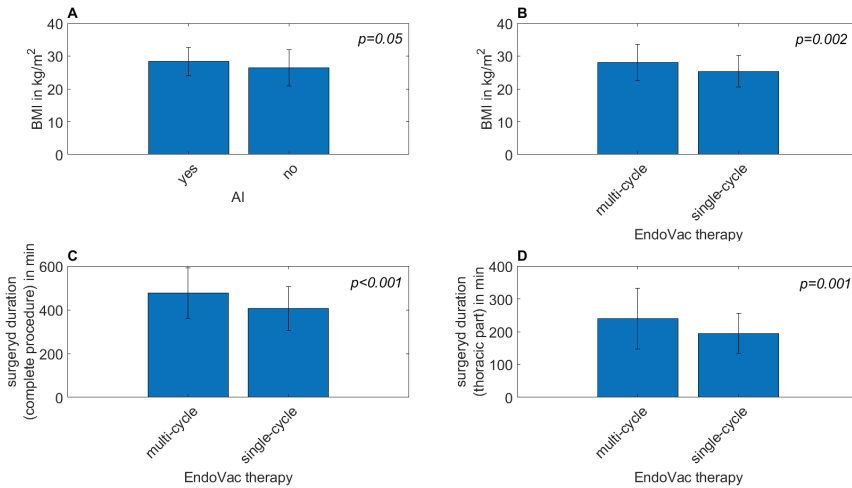 A
p=0.05
BMI in kg/m²
40
30
20
10
0
yes
no
AI
B
p=0.002
BMI in kg/m²
40
30
20
10
0
multi-cycle
single-cycle
EndoVac therapy
C
p<0.001
surgeryd duration
(complete procedure) in min
600
400
200
0
multi-cycle
single-cycle
EndoVac therapy
D
p=0.001
surgeryd duration
(thoracic part) in min
400
300
200
100
0
multi-cycle
single-cycle
EndoVac therapy